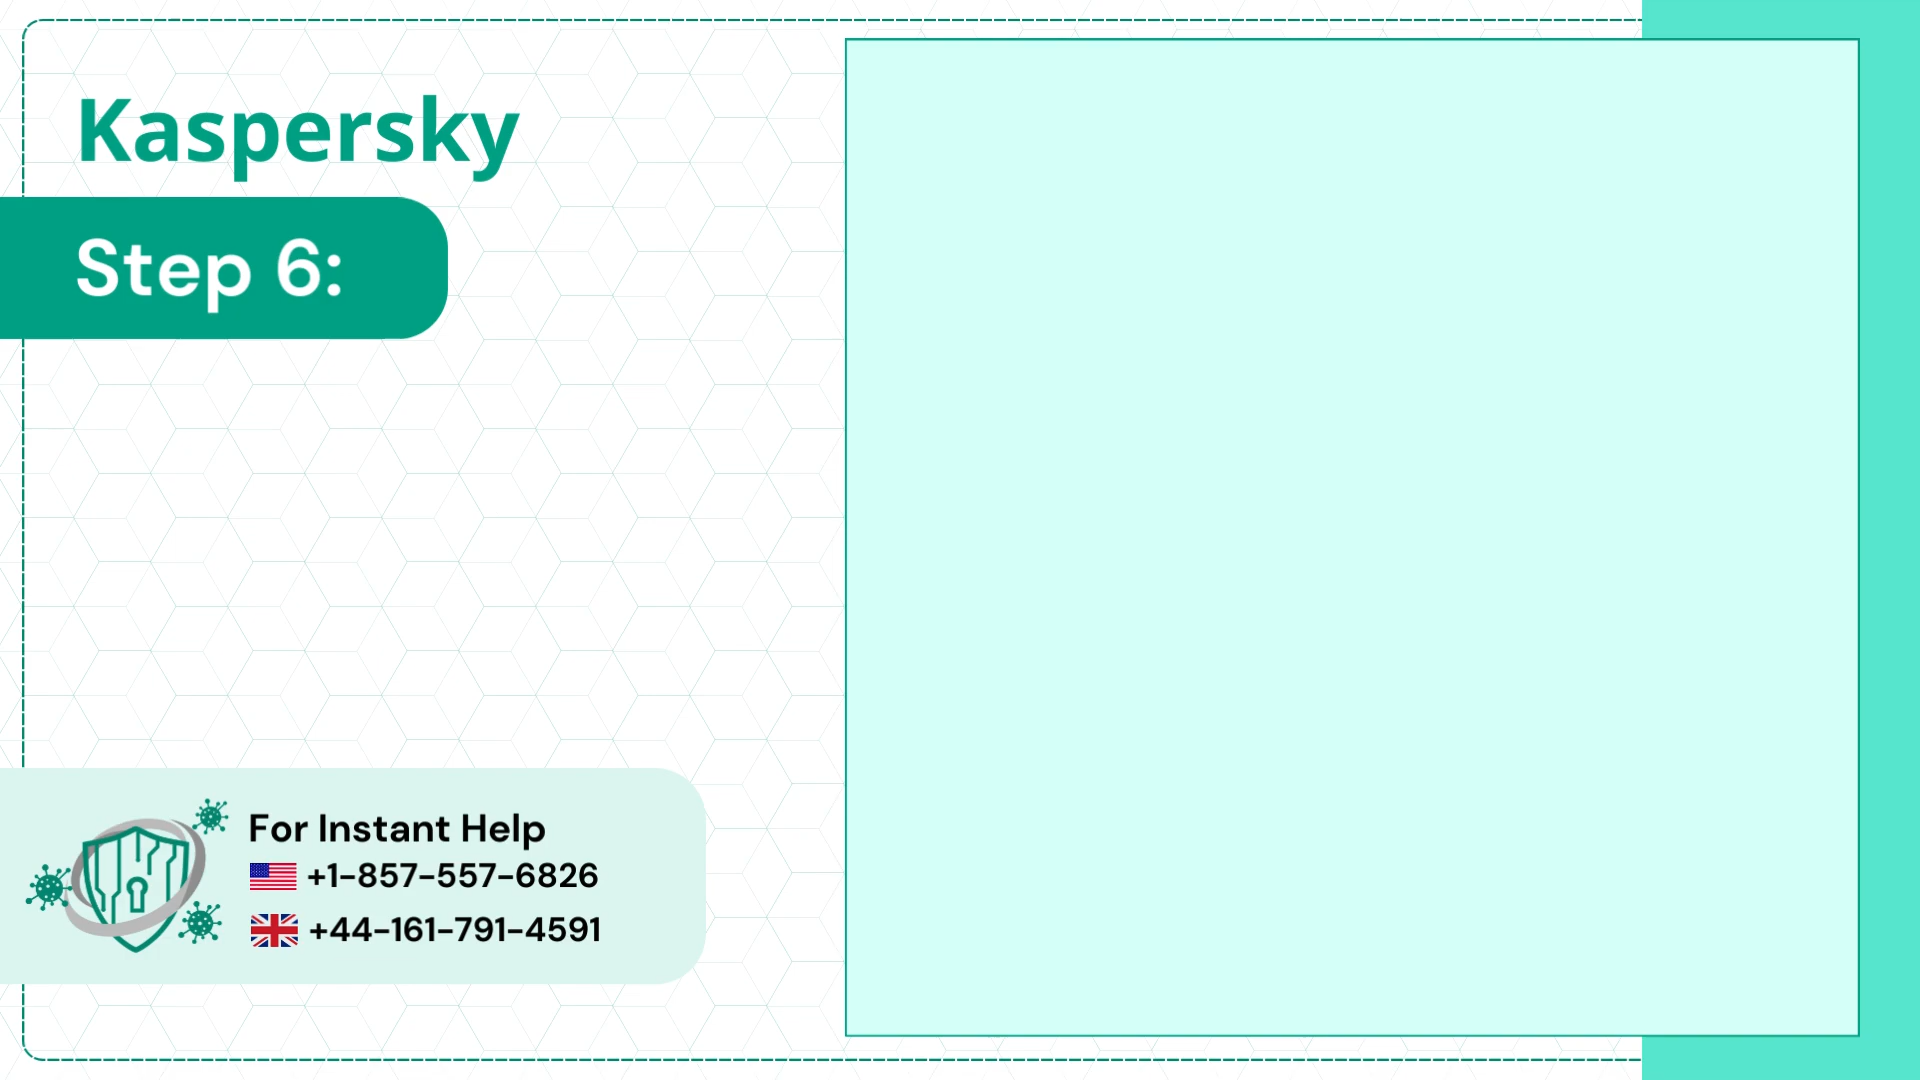 Kaspersky
Step 6:
For Instant Help
+1-857-557-6826
+44-161-791-4591